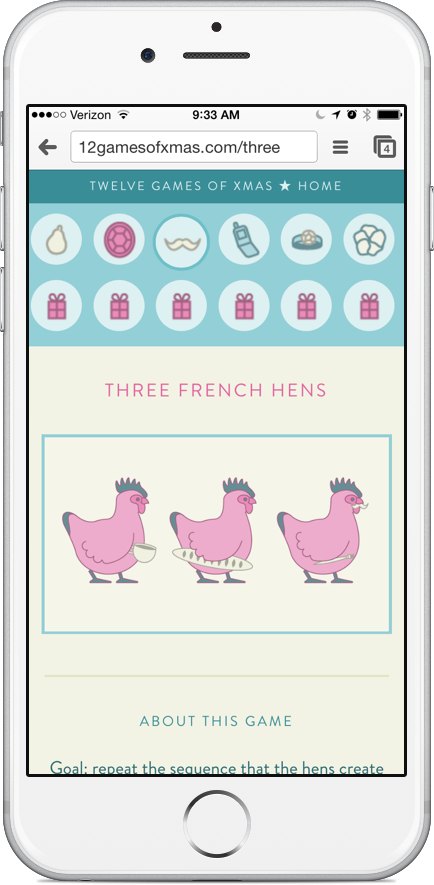 Verizon 9:33 AM
12gamesofxmas.com/three
4
TWELVE GAMES OF XMAS ★ HOME
THREE FRENCH HENS
ABOUT THIS GAME
Goal: repeat the sequence that the hens create